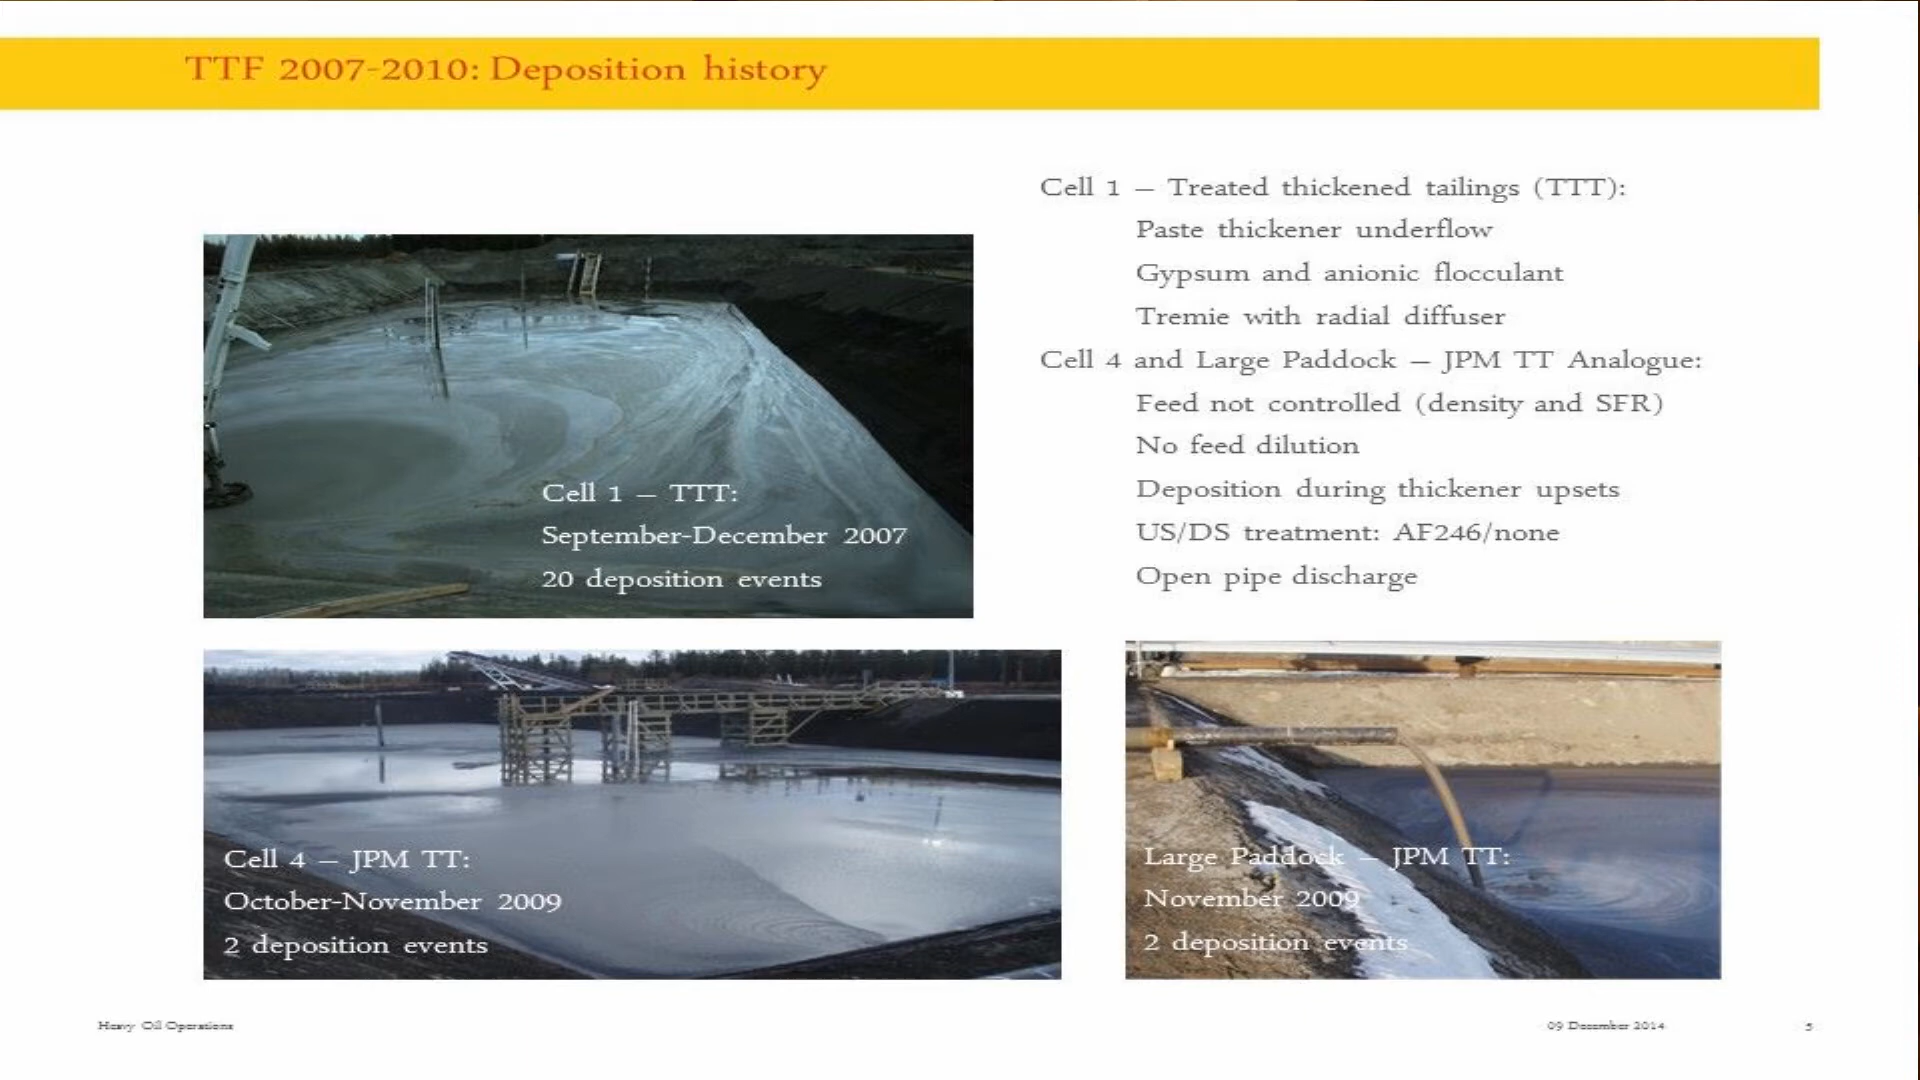 TTF 2007-2010: Deposition history
Cell 1 – Treated thickened tailings (TTT):
Paste thickener underflow
Gypsum and anionic flocculant
Tremie with radial diffuser
Cell 4 and Large Paddock – JPM TT Analogue:
Feed not controlled (density and SFR)
No feed dilution
Deposition during thickener upsets
US/DS treatment: AF246/none
Open pipe discharge
Cell 1 – TTT:
September-December 2007
20 deposition events
Cell 4 – JPM TT:
October-November 2009
2 deposition events
Large Paddock – JPM TT:
November 2009
2 deposition events
Heavy Oil Operations
09 December 2014
5